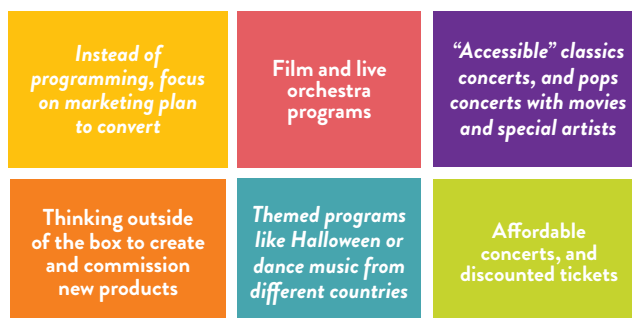 Instead of
programming, focus
on marketing plan
to convert
Film and live
orchestra
programs
“Accessible” classics
concerts, and pops
concerts with movies
and special artists
Thinking outside
of the box to create
and commission
new products
Themed programs
like Halloween or
dance music from
different countries
Affordable
concerts, and
discounted tickets